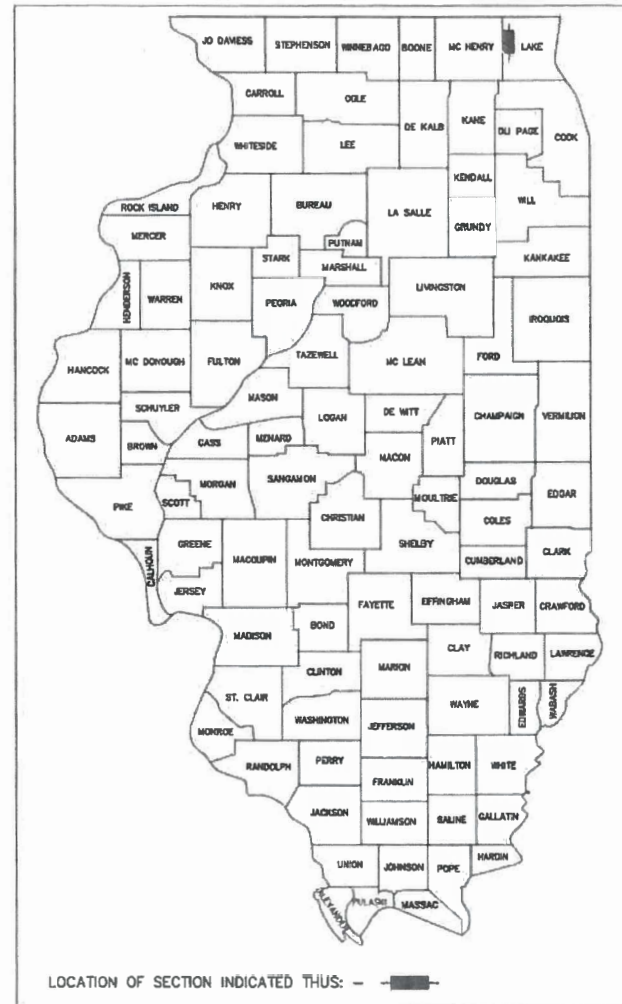 JO DAVIESS STEPHENSON WINNEBAGO BOONE MC HENRY LAKE
CARROLL OGLE
DE KALB KANE DU PAGE COOK
WHITESIDE LEE
KENDALL
WILL
ROCK ISLAND HENRY BUREAU LA SALLE
GRUNDY
MERCER PUTNAM
STARK MARSHALL KANKAKEE
HENDERSON WARREN KNOX PEORIA WOODFORD LIVINGSTON
IROQUOIS
HANCOCK MC DONOUGH FULTON TAZEWELL MC LEAN FORD
MASON
SCHUYLER LOGAN DE WITT CHAMPAIGN VERMILION
ADAMS BROWN CASS MENARD PIATT
MACON
MORGAN SANGAMON DOUGLAS
PIKE SCOTT MOULTRIE EDGAR
CHRISTIAN COLES
GREENE SHELBY
CALHOUN MACOUPIN MONTGOMERY CUMBERLAND CLARK
JERSEY
FAYETTE EFFINGHAM JASPER CRAWFORD
MADISON BOND
CLAY RICHLAND LAWRENCE
CLINTON MARION
ST. CLAIR WAYNE EDWARDS WABASH
WASHINGTON JEFFERSON
MONROE
RANDOLPH PERRY HAMILTON WHITE
FRANKLIN
JACKSON WILLIAMSON SALINE GALLATIN
UNION JOHNSON POPE HARDIN
ALEXANDER PULASKI MASSAC
LOCATION OF SECTION INDICATED THUS: -